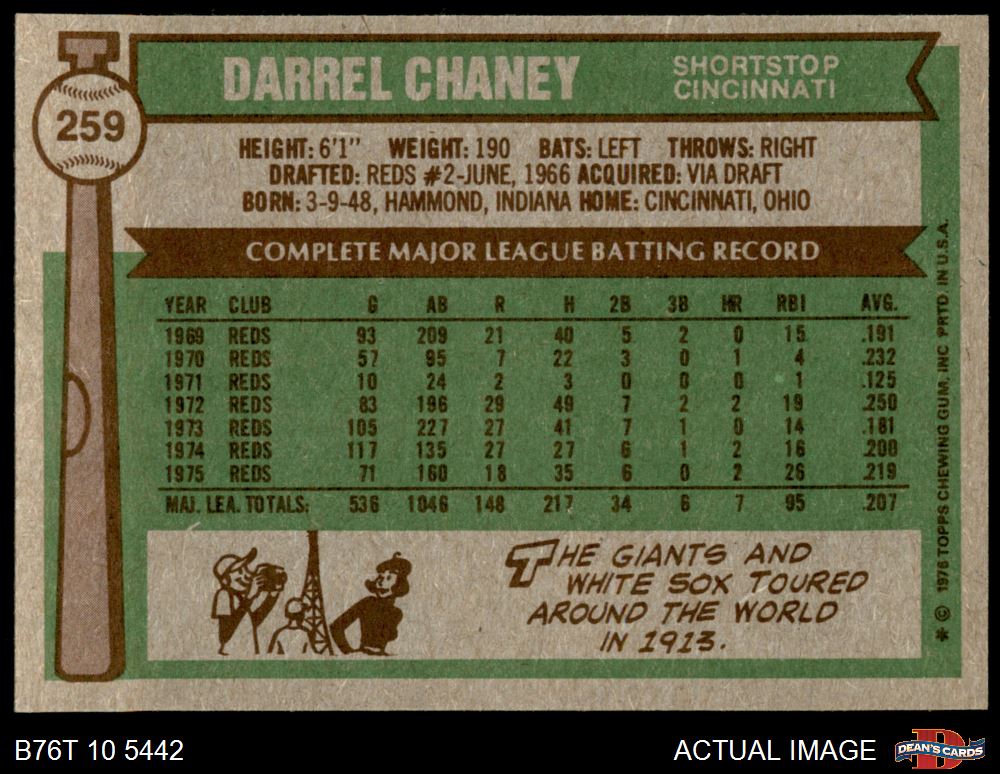 259
DARREL CHANEY
SHORTSTOP
CINCINNATI
HEIGHT: 6'1" WEIGHT: 190 BATS: LEFT THROWS: RIGHT
DRAFTED: REDS #2-JUNE, 1966 ACQUIRED: VIA DRAFT
BORN: 3-9-48, HAMMOND, INDIANA HOME: CINCINNATI, OHIO
COMPLETE MAJOR LEAGUE BATTING RECORD
YEAR CLUB G AB R H 2B 3B HR RBI AVG.
1969 REDS 93 209 21 40 5 2 0 15 .191
1970 REDS 57 95 7 22 3 0 1 4 .232
1971 REDS 10 24 2 3 0 0 0 1 .125
1972 REDS 83 196 29 49 7 2 2 19 .250
1973 REDS 105 227 27 41 7 1 0 14 .181
1974 REDS 117 135 27 27 6 1 2 16 .200
1975 REDS 71 160 18 35 6 0 2 26 .219
MAJ. LEA. TOTALS: 536 1046 148 217 34 6 7 95 .207
THE GIANTS AND
WHITE SOX TOURED
AROUND THE WORLD
IN 1913.
* © 1976 TOPPS CHEWING GUM, INC PRTD. IN U.S.A.
B76T 10 5442
ACTUAL IMAGE
D
DEAN'S CARDS